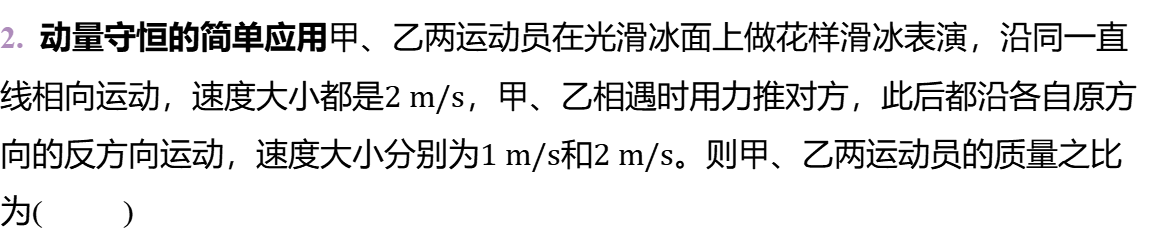 2. 动量守恒的简单应用甲、乙两运动员在光滑冰面上做花样滑冰表演，沿同一直
线相向运动，速度大小都是2 m/s，甲、乙相遇时用力推对方，此后都沿各自原方
向的反方向运动，速度大小分别为1 m/s和2 m/s。则甲、乙两运动员的质量之比
为(　　)